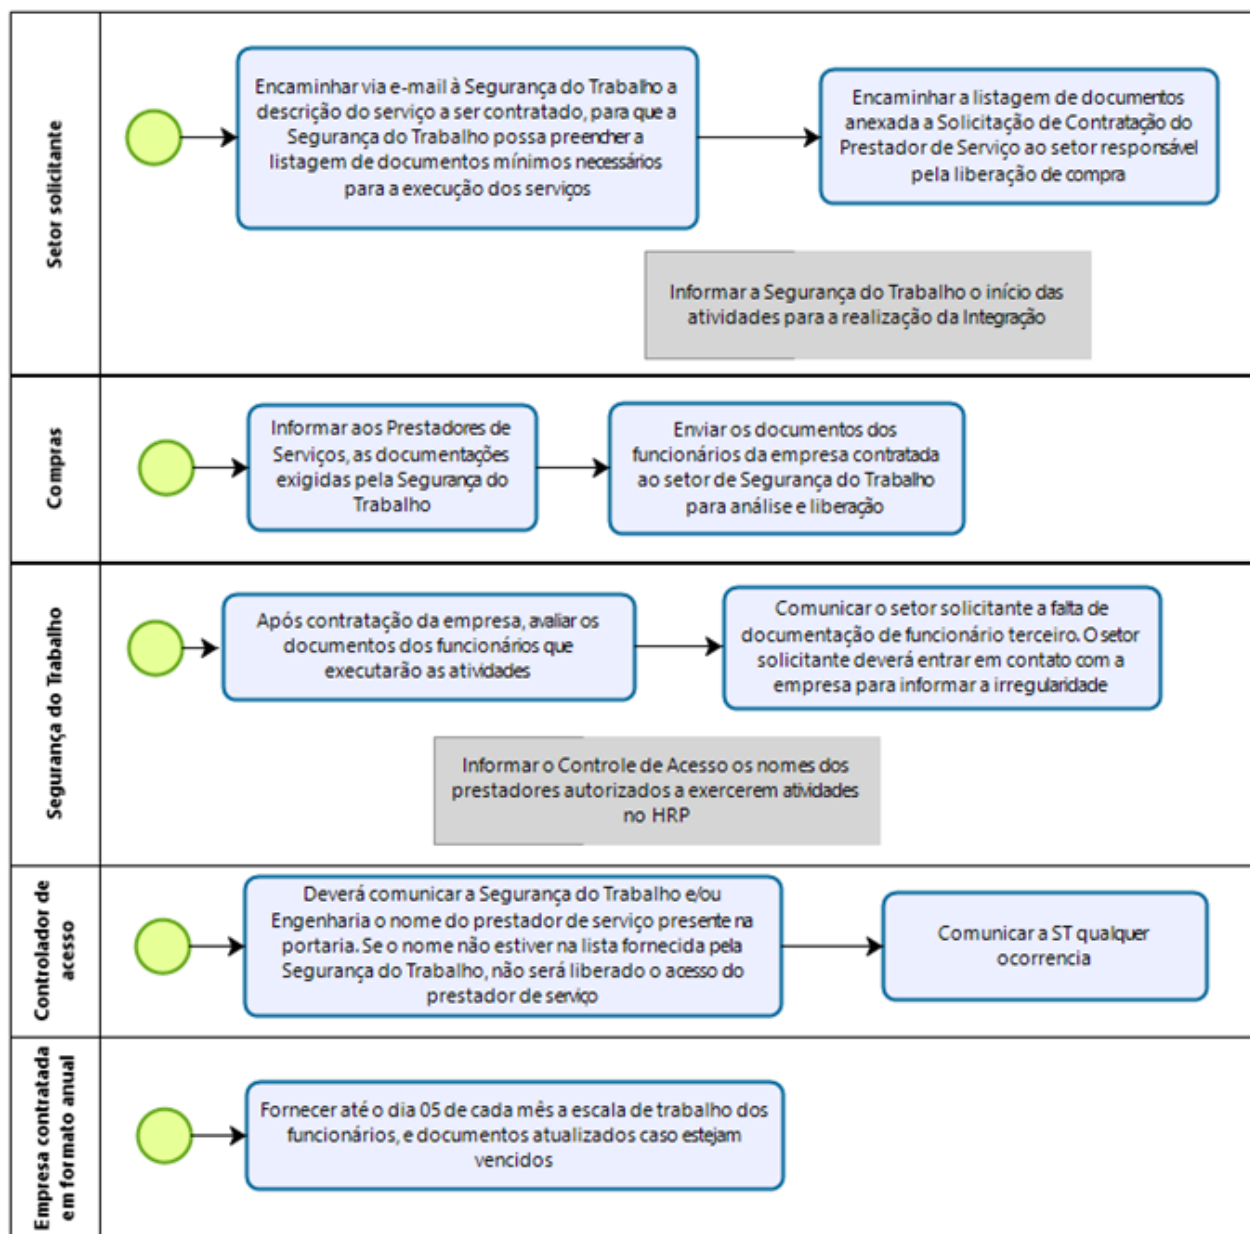 Setor solicitante
Encaminhar via e-mail à Segurança do Trabalho a
descrição do serviço a ser contratado, para que a
Segurança do Trabalho possa preencher a
listagem de documentos mínimos necessários
para a execução dos serviços
Encaminhar a listagem de documentos
anexada a Solicitação de Contratação do
Prestador de Serviço ao setor responsável
pela liberação de compra
Informar a Segurança do Trabalho o início das
atividades para a realização da Integração
Compras
Informar aos Prestadores de
Serviços, as documentações
exigidas pela Segurança do
Trabalho
Enviar os documentos dos
funcionários da empresa contratada
ao setor de Segurança do Trabalho
para análise e liberação
Segurança do Trabalho
Após contratação da empresa, avaliar os
documentos dos funcionários que
executarão as atividades
Comunicar o setor solicitante a falta de
documentação de funcionário terceiro. O setor
solicitante deverá entrar em contato com a
empresa para informar a irregularidade
Informar o Controle de Acesso os nomes dos
prestadores autorizados a exercerem atividades
no HRP
Controlador de
acesso
Deverá comunicar a Segurança do Trabalho e/ou
Engenharia o nome do prestador de serviço presente na
portaria. Se o nome não estiver na lista fornecida pela
Segurança do Trabalho, não será liberado o acesso do
prestador de serviço
Comunicar a ST qualquer
ocorrencia
Empresa contratada
em formato anual
Fornecer até o dia 05 de cada mês a escala de trabalho dos
funcionários, e documentos atualizados caso estejam
vencidos